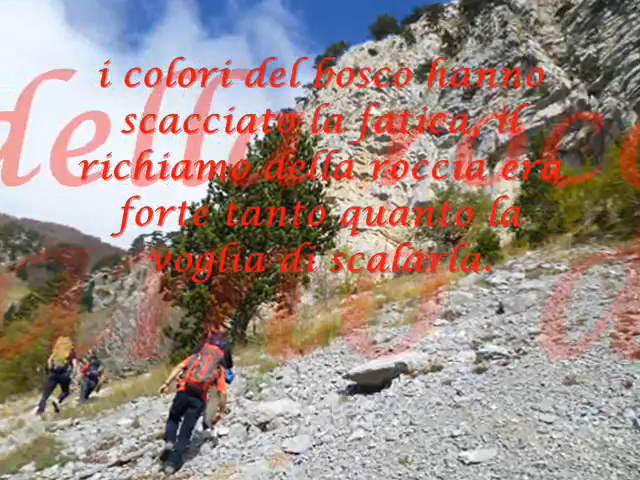 i colori del bosco hanno
scacciato la fatica, il
richiamo della roccia era
forte tanto quanto la
voglia di scalarla.
della